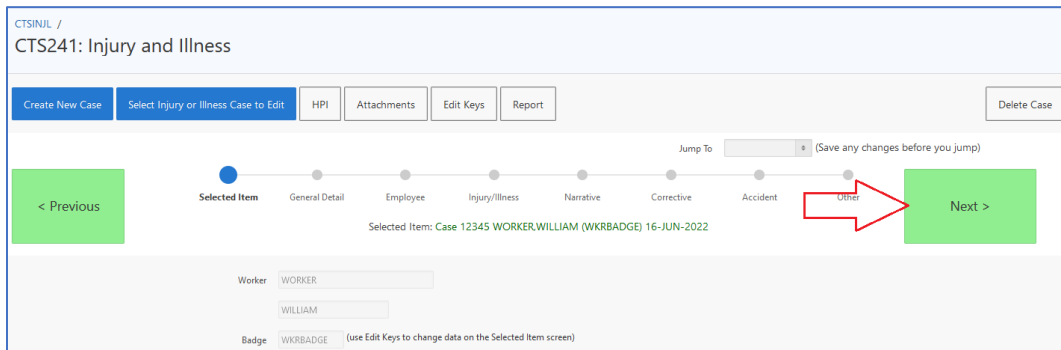 CTSINJL /
CTS241: Injury and Illness
Create New Case Select Injury or Illness Case to Edit HPI Attachments Edit Keys Report Delete Case
Jump To (Save any changes before you jump)
< Previous
Selected Item General Detail Employee Injury/Illness Narrative Corrective Accident Other
Next >
Selected Item: Case 12345 WORKER,WILLIAM (WKRBADGE) 16-JUN-2022
Worker WORKER
WILLIAM
Badge WKRBADGE (use Edit Keys to change data on the Selected Item screen)